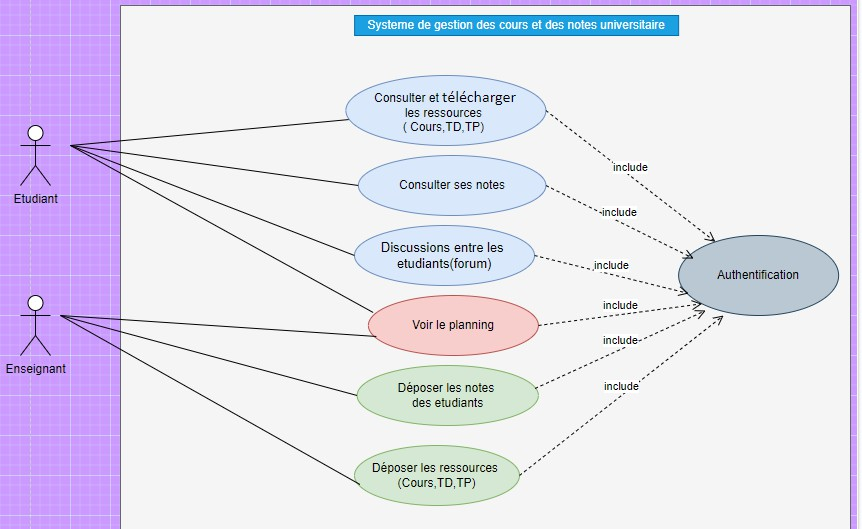 Systeme de gestion des cours et des notes universitaire
Consulter et télécharger
les ressources
( Cours,TD,TP)
include
Etudiant
Consulter ses notes
include
Discussions entre les
etudiants(forum)
include
Authentification
Voir le planning
include
Enseignant
include
Déposer les notes
des etudiants
include
Déposer les ressources
(Cours,TD,TP)